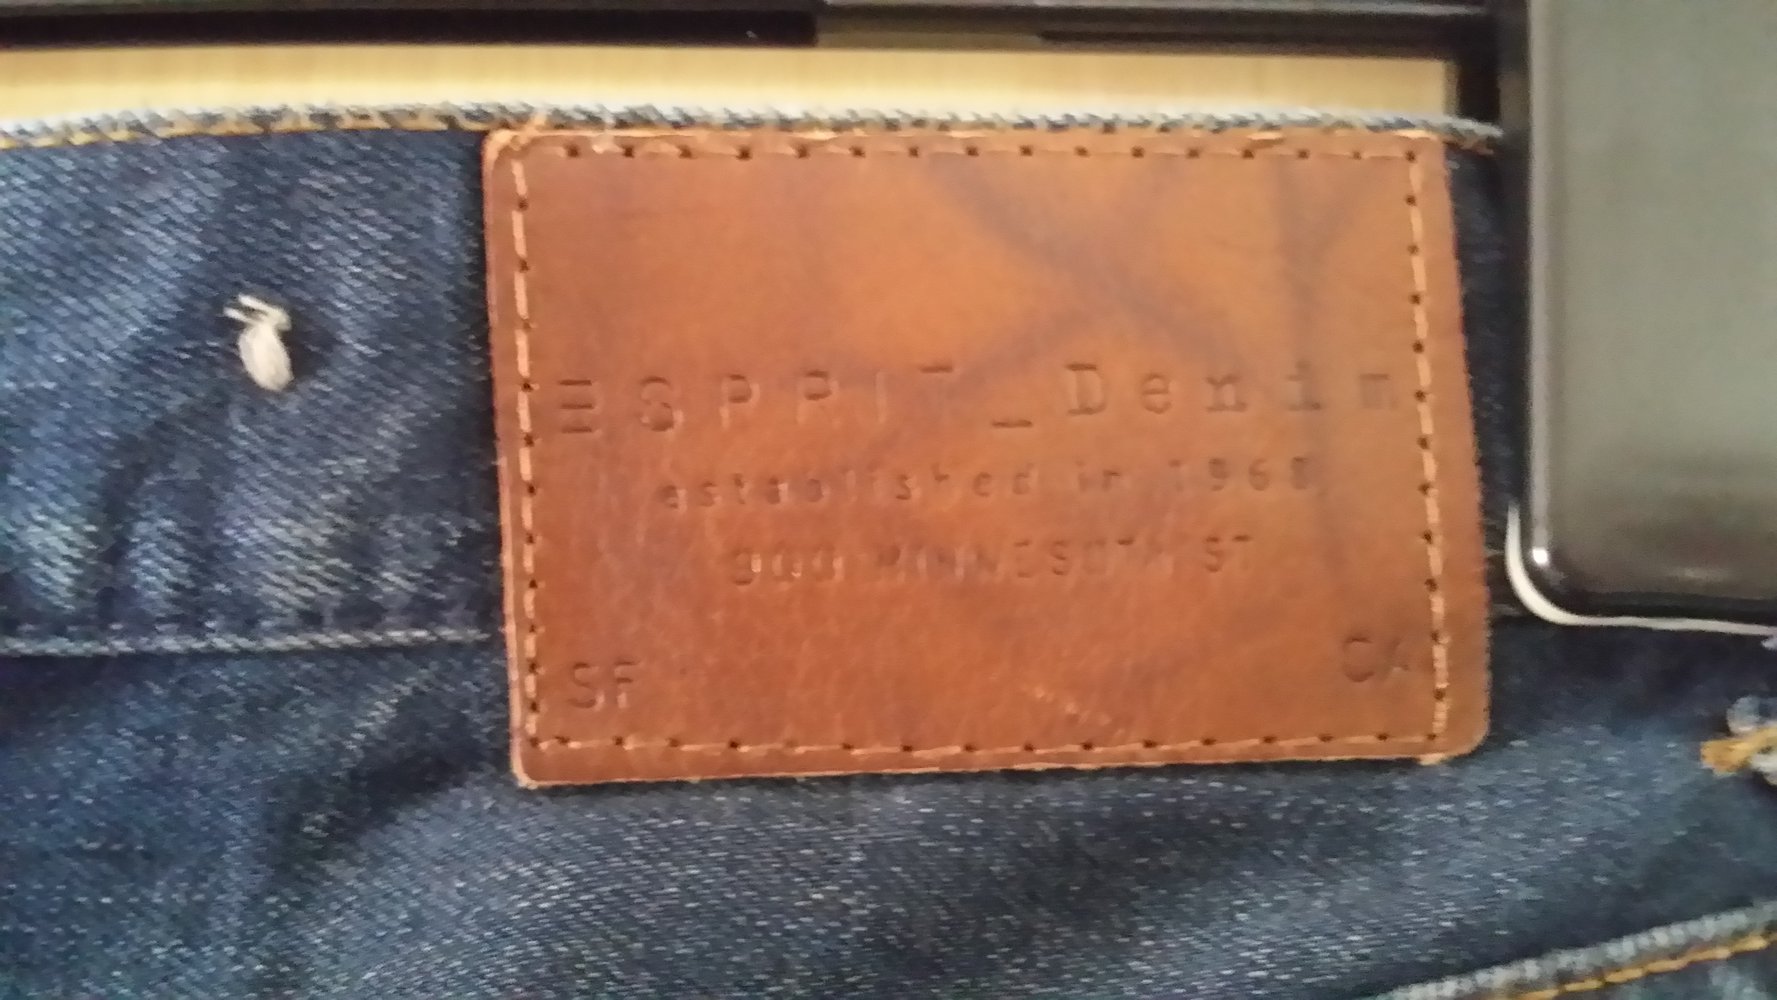 ESPRIT_Denim
established in 1968
900 MINNESOTA ST
SF CA